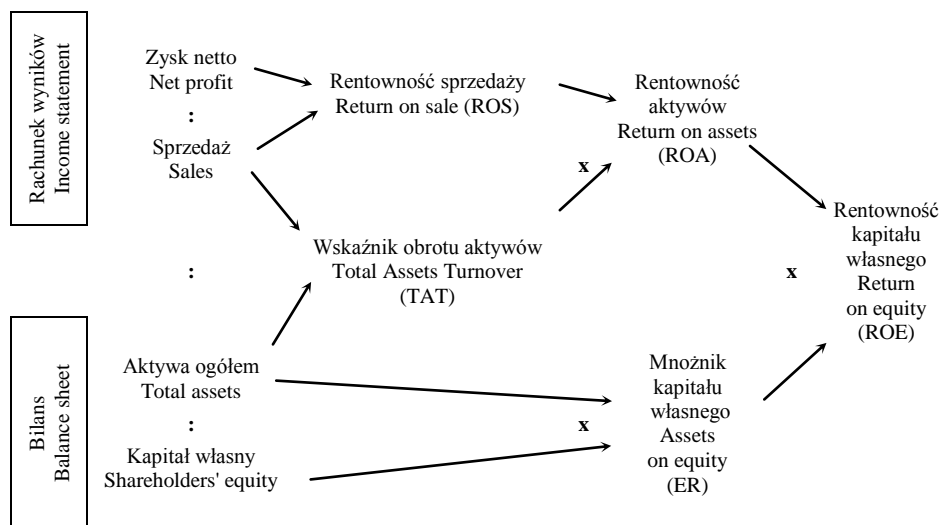 Rachunek wyników
Income statement
Zysk netto
Net profit
:
Sprzedaż
Sales
Rentowność sprzedaży
Return on sale (ROS)
Rentowność
aktywów
Return on assets
(ROA)
x
Wskaźnik obrotu aktywów
Total Assets Turnover
(TAT)
:
x
Rentowność
kapitału
własnego
Return
on equity
(ROE)
Bilans
Balance sheet
Aktywa ogółem
Total assets
:
Kapitał własny
Shareholders' equity
x
Mnożnik
kapitału
własnego
Assets
on equity
(ER)